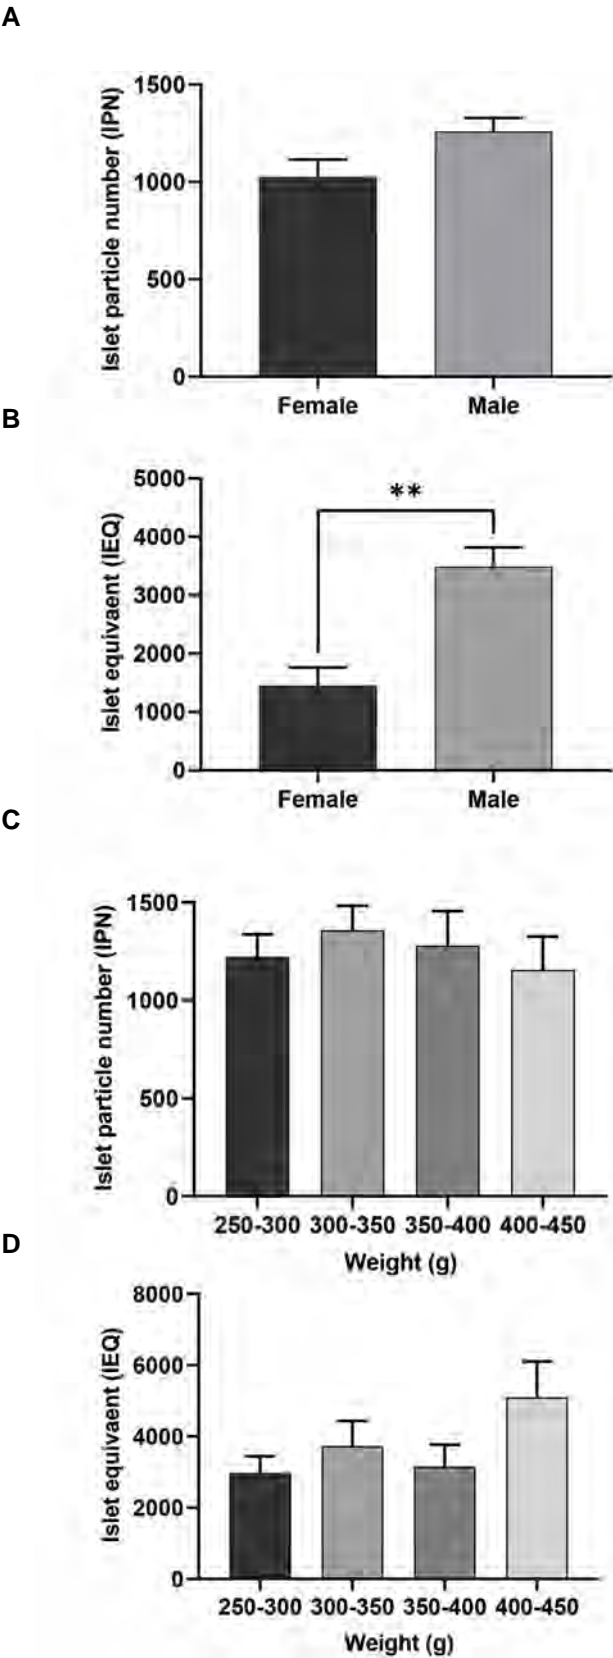 A
Islet particle number (IPN)
1500
1000
500
0
Female Male
B
Islet equivaent (IEQ)
5000
4000
3000
2000
1000
0
**
Female Male
C
Islet particle number (IPN)
1500
1000
500
0
250-300 300-350 350-400 400-450
Weight (g)
D
Islet equivaent (IEQ)
8000
6000
4000
2000
0
250-300 300-350 350-400 400-450
Weight (g)